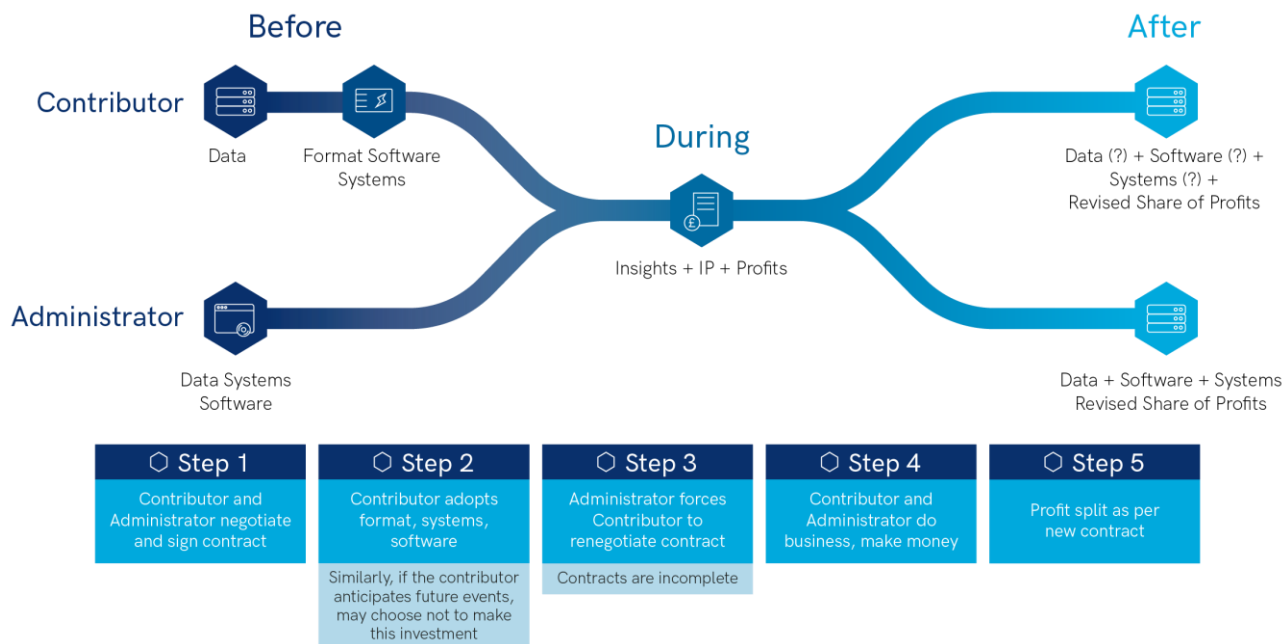 Before
After
Contributor
Data
Format Software
Systems
During
£
Insights + IP + Profits
Data (?) + Software (?) +
Systems (?) +
Revised Share of Profits
Administrator
Data Systems
Software
Data + Software + Systems
Revised Share of Profits
Step 1
Contributor and
Administrator negotiate
and sign contract
Step 2
Contributor adopts
format, systems,
software
Similarly, if the contributor
anticipates future events,
may choose not to make
this investment
Step 3
Administrator forces
Contributor to
renegotiate contract
Contracts are incomplete
Step 4
Contributor and
Administrator do
business, make money
Step 5
Profit split as per
new contract